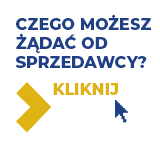 CZEGO MOŻESZ
ŻĄDAĆ OD
SPRZEDAWCY?
KLIKNIJ